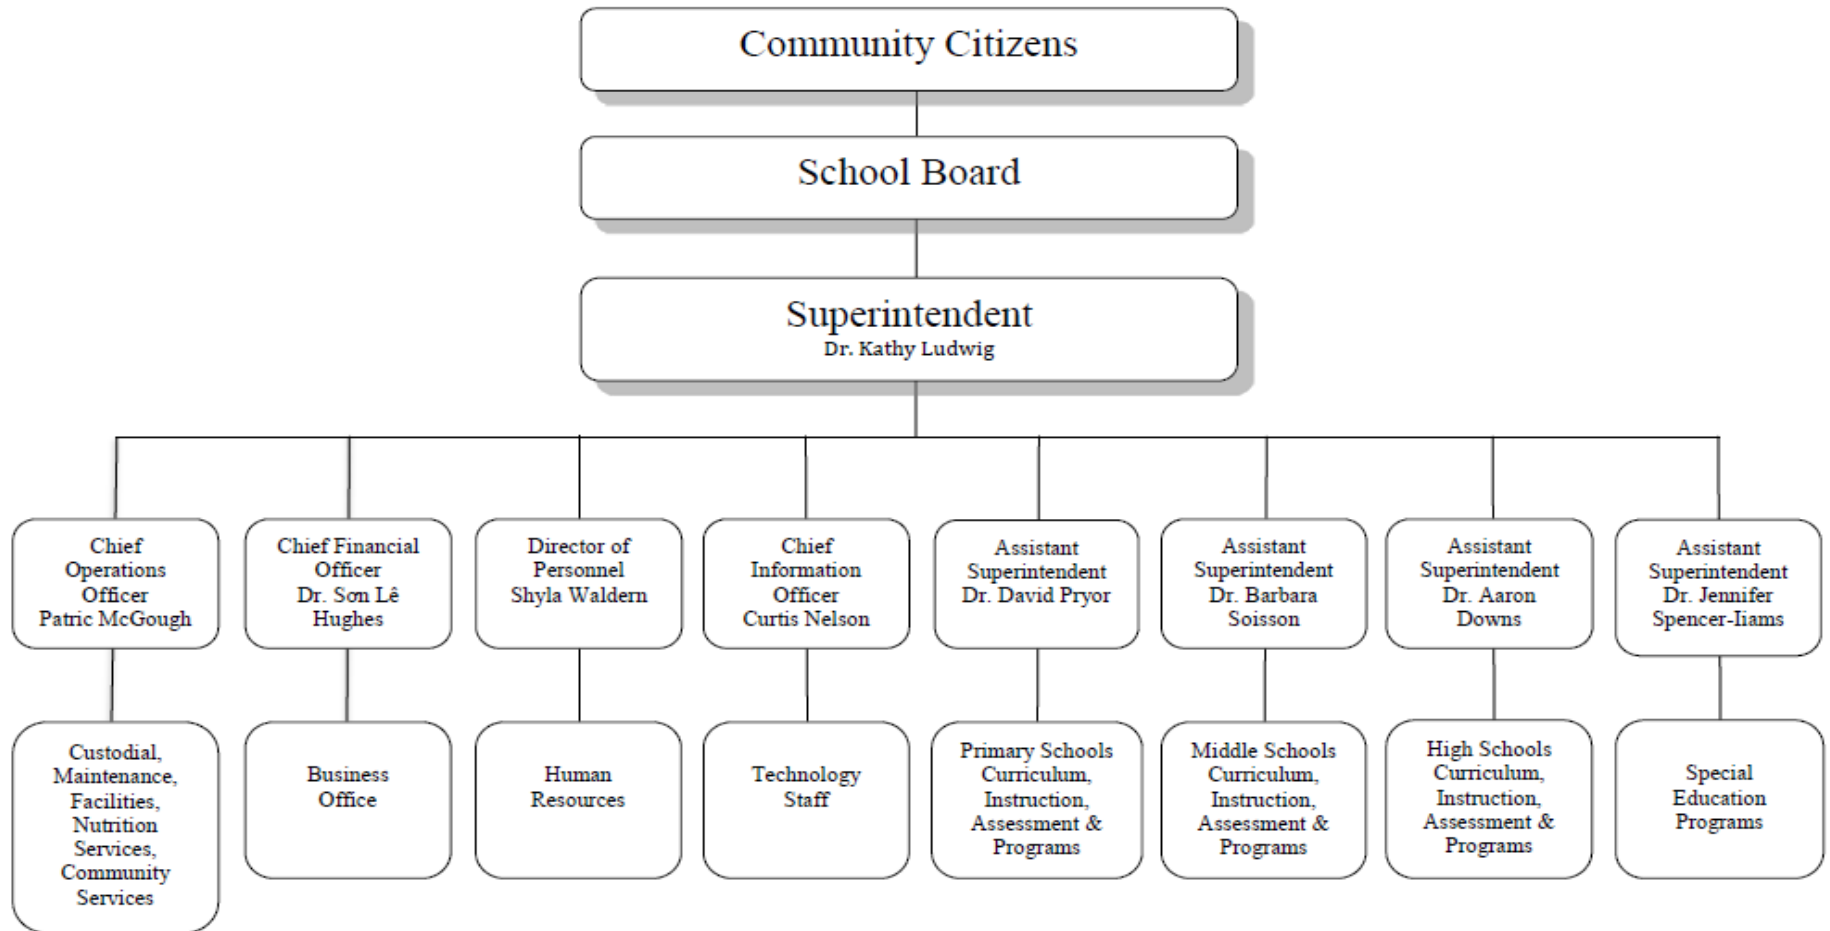 Community Citizens
School Board
Superintendent
Dr. Kathy Ludwig
Chief
Operations
Officer
Patric McGough
Chief Financial
Officer
Dr. Sơn Lê
Hughes
Director of
Personnel
Shyla Waldern
Chief
Information
Officer
Curtis Nelson
Assistant
Superintendent
Dr. David Pryor
Assistant
Superintendent
Dr. Barbara
Soisson
Assistant
Superintendent
Dr. Aaron
Downs
Assistant
Superintendent
Dr. Jennifer
Spencer-Iiams
Custodial,
Maintenance,
Facilities,
Nutrition
Services,
Community
Services
Business
Office
Human
Resources
Technology
Staff
Primary Schools
Curriculum,
Instruction,
Assessment &
Programs
Middle Schools
Curriculum,
Instruction,
Assessment &
Programs
High Schools
Curriculum,
Instruction,
Assessment &
Programs
Special
Education
Programs